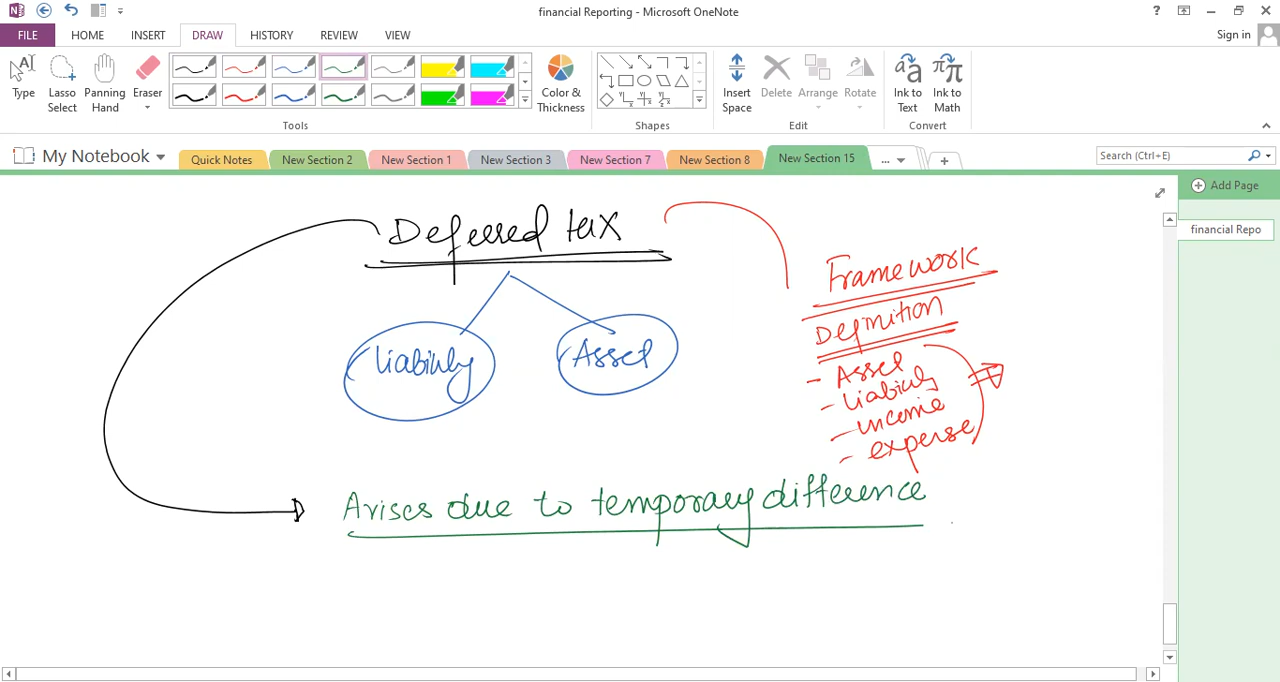 financial Reporting - Microsoft OneNote
?
Sign in
FILE HOME INSERT DRAW HISTORY REVIEW VIEW
Type
Lasso Select
Panning Hand
Eraser
Color & Thickness
Insert Space
Delete
Arrange
Rotate
Ink to Text
Ink to Math
Tools Shapes Edit Convert
My Notebook Quick Notes New Section 2 New Section 1 New Section 3 New Section 7 New Section 8 New Section 15 ... +
Search (Ctrl+E)
Add Page
financial Repo
Deferred tax
Liability
Asset
Framework
Definition
- Asset
- Liability
- income
- expense
Arises due to temporary difference